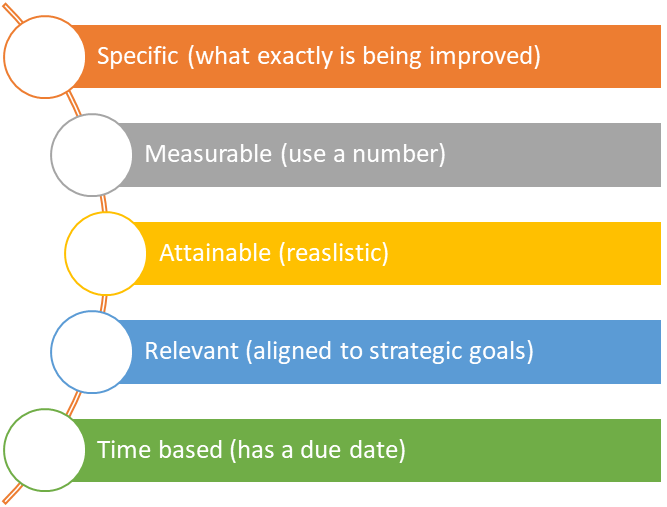 Specific (what exactly is being improved)
Measurable (use a number)
Attainable (reaslistic)
Relevant (aligned to strategic goals)
Time based (has a due date)